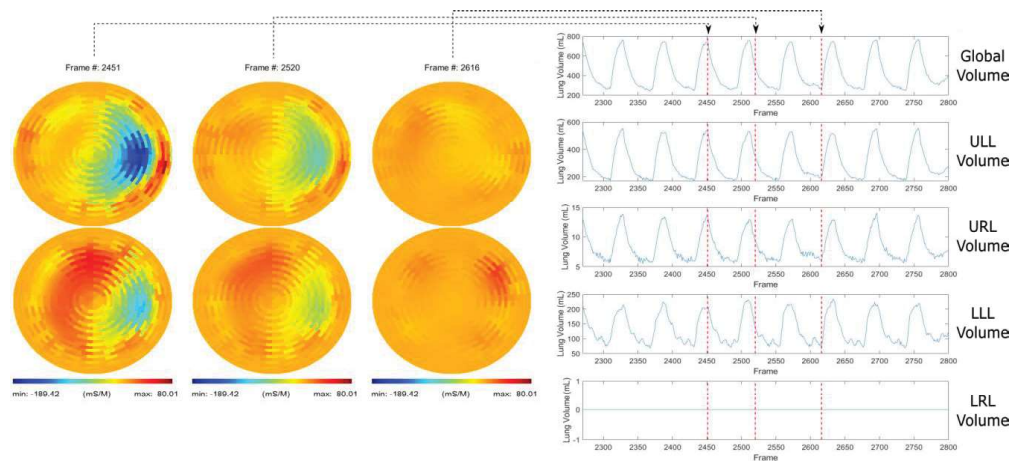 Frame #: 2451
Frame #: 2520
Frame #: 2616
min: -189.42 (mS/M) max: 80.01
min: -189.42 (mS/M) max: 80.01
min: -189.42 (mS/M) max: 80.01
Lung Volume (mL)
800
600
400
200
2300 2350 2400 2450 2500 2550 2600 2650 2700 2750 2800
Frame
Global
Volume
Lung Volume (mL)
600
400
200
2300 2350 2400 2450 2500 2550 2600 2650 2700 2750 2800
Frame
ULL
Volume
Lung Volume (mL)
15
10
5
2300 2350 2400 2450 2500 2550 2600 2650 2700 2750 2800
Frame
URL
Volume
Lung Volume (mL)
250
200
150
100
50
2300 2350 2400 2450 2500 2550 2600 2650 2700 2750 2800
Frame
LLL
Volume
Lung Volume (mL)
1
0
-1
2300 2350 2400 2450 2500 2550 2600 2650 2700 2750 2800
Frame
LRL
Volume